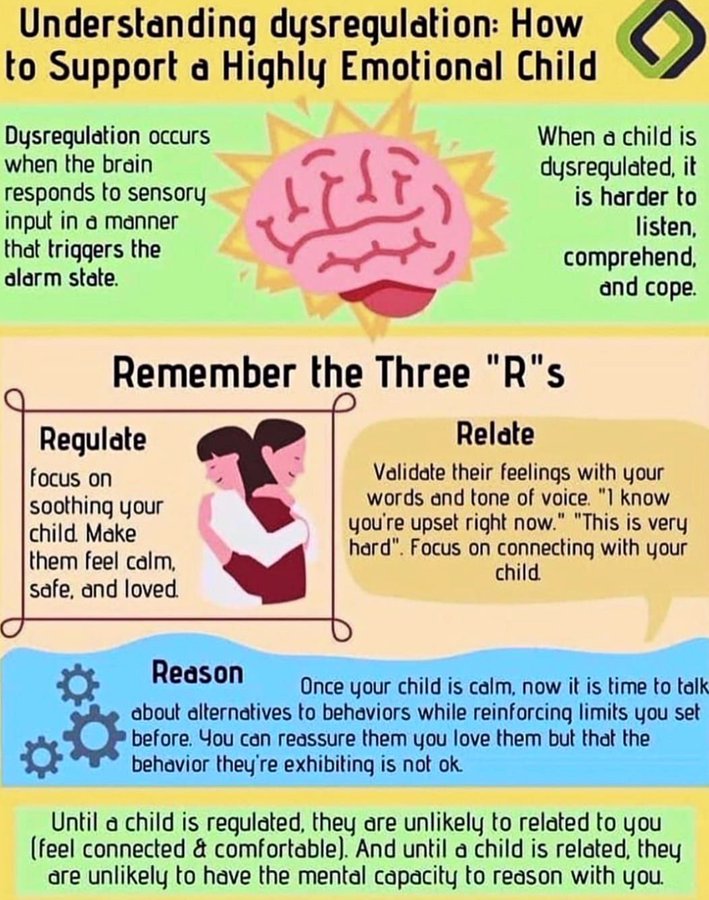 Understanding dysregulation: How
to Support a Highly Emotional Child
Dysregulation occurs
when the brain
responds to sensory
input in a manner
that triggers the
alarm state.
When a child is
dysregulated, it
is harder to
listen,
comprehend,
and cope.
Remember the Three "R"s
Regulate
focus on
soothing your
child. Make
them feel calm,
safe, and loved.
Relate
Validate their feelings with your
words and tone of voice. "I know
you're upset right now." "This is very
hard". Focus on connecting with your
child.
Reason
Once your child is calm, now it is time to talk
about alternatives to behaviors while reinforcing limits you set
before. You can reassure them you love them but that the
behavior they're exhibiting is not ok.
Until a child is regulated, they are unlikely to related to you
(feel connected & comfortable). And until a child is related, they
are unlikely to have the mental capacity to reason with you.